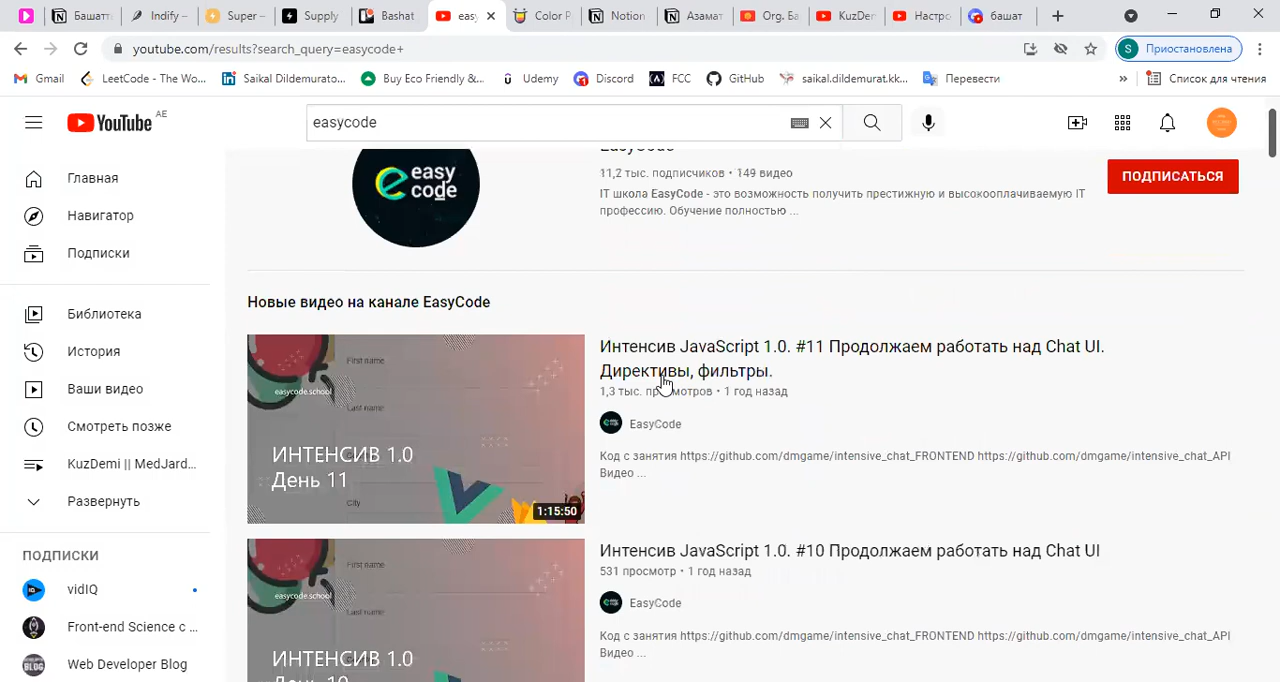 Башатт
Indify –
Super –
Supply
Bashat
easy
Color P
Notion
Азамат
Org. Ba
KuzDem
Настро
башат
youtube.com/results?search_query=easycode+
S Приостановлена
Gmail
LeetCode - The Wo...
Saikal Dildemurato...
Buy Eco Friendly &...
Udemy
Discord
FCC
GitHub
saikal.dildemurat.kk...
Перевести
»
Список для чтения
YouTube AE
easycode
easy code
11,2 тыс. подписчиков • 149 видео
IT школа EasyCode - это возможность получить престижную и высокооплачиваемую IT
профессию. Обучение полностью ...
ПОДПИСАТЬСЯ
Главная
Навигатор
Подписки
Библиотека
История
Ваши видео
Смотреть позже
KuzDemi || MedJard...
Развернуть
ПОДПИСКИ
vidIQ
Front-end Science с ...
Web Developer Blog
Новые видео на канале EasyCode
First name
easycode.school
Last name
ИНТЕНСИВ 1.0
День 11
City
1:15:50
Интенсив JavaScript 1.0. #11 Продолжаем работать над Chat UI.
Директивы, фильтры.
1,3 тыс. просмотров • 1 год назад
EasyCode
Код с занятия https://github.com/dmgame/intensive_chat_FRONTEND https://github.com/dmgame/intensive_chat_API
Видео ...
First name
easycode.school
Last name
ИНТЕНСИВ 1.0
Интенсив JavaScript 1.0. #10 Продолжаем работать над Chat UI
531 просмотр • 1 год назад
EasyCode
Код с занятия https://github.com/dmgame/intensive_chat_FRONTEND https://github.com/dmgame/intensive_chat_API
Видео ...